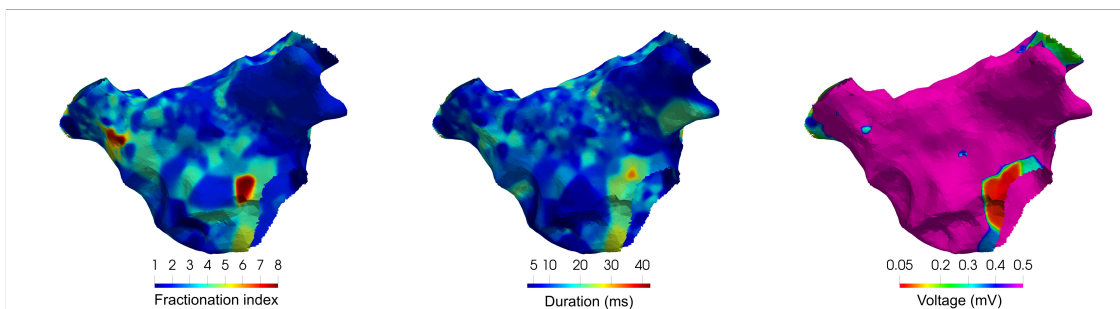 1 2 3 4 5 6 7 8
Fractionation index
5 10 20 30 40
Duration (ms)
0.05 0.2 0.3 0.4 0.5
Voltage (mV)